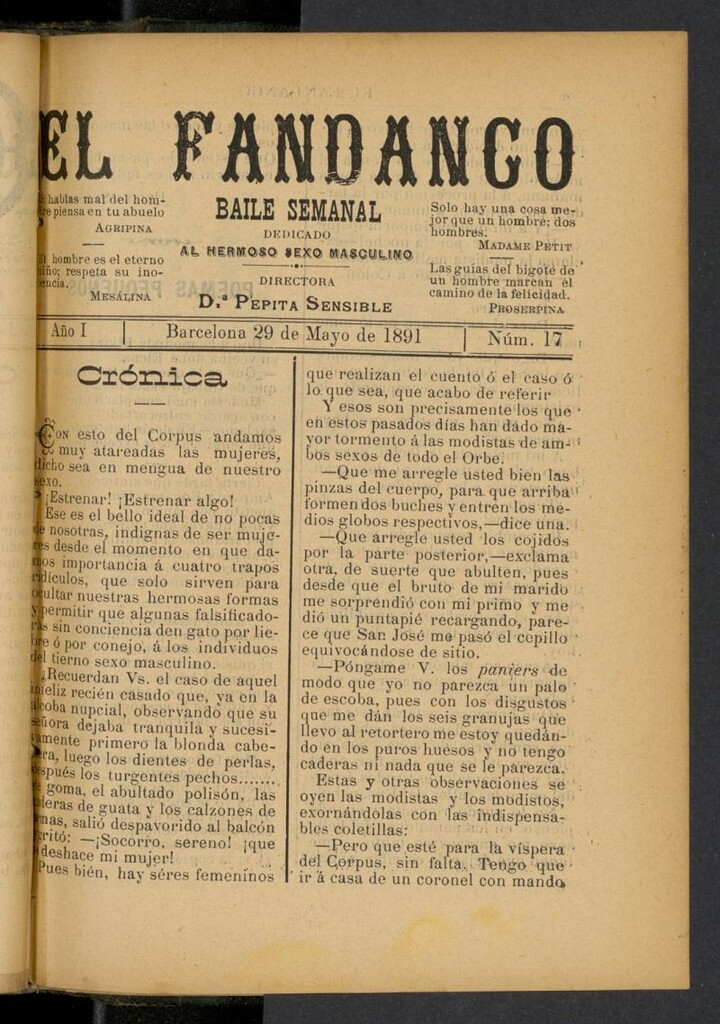 EL FANDANGO
hablas mal del hom-
piensa en tu abuelo
AGRIPINA
hombre es el eterno
respeta su ino-
MESALINA
BAILE SEMANAL
DEDICADO
AL HERMOSO SEXO MASCULINO
DIRECTORA
D.ª PEPITA SENSIBLE
Solo hay una cosa me-
jor que un hombre: dos
hombres.
MADAME PETIT
Las guías del bigote de
un hombre marcan el
camino de la felicidad.
PROSERPINA
Año I
Barcelona 29 de Mayo de 1891
Núm. 17
Crónica
CON esto del Corpus andamos
muy atareadas las mujeres,
dicho sea en mengua de nuestro
sexo.
¡Estrenar! ¡Estrenar algo!
Ese es el bello ideal de no pocas
de nosotras, indignas de ser muje-
desde el momento en que da-
importancia á cuatro trapos
ridículos, que solo sirven para
ocultar nuestras hermosas formas
y permitir que algunas falsificado-
sin conciencia den gato por lie-
ó por conejo, á los individuos
del tierno sexo masculino.
¿Recuerdan Vs. el caso de aquel
infeliz recién casado que, ya en la
alcoba nupcial, observando que su
señora dejaba tranquila y sucesi-
vamente primero la blonda cabe-
luego los dientes de perlas,
después los turgentes pechos.......
goma, el abultado polisón, las
de guata y los calzones de
salió despavorido al balcón
gritó: —¡Socorro, sereno! ¡que
deshace mi mujer!
Pues bién, hay séres femeninos
que realizan el cuento ó el caso ó
lo que sea, que acabo de referir
Y esos son precisamente los que
en estos pasados días han dado ma-
yor tormento á las modistas de am-
bos sexos de todo el Orbe.
—Que me arregle usted bien las
pinzas del cuerpo, para que arriba
formen dos buches y entren los me-
dios globos respectivos,—dice una.
—Que arregle usted los cojidos
por la parte posterior,—exclama
otra, de suerte que abulten, pues
desde que el bruto de mi marido
me sorprendió con mi primo y me
dió un puntapié recargando, pare-
ce que San José me pasó el cepillo
equivocándose de sitio.
—Póngame V. los paniers de
modo que yo no parezca un palo
de escoba, pues con los disgustos
que me dán los seis granujas que
llevo al retortero me estoy quedán-
do en los puros huesos y no tengo
caderas ni nada que se le parezca.
Estas y otras observaciones se
oyen las modistas y los modistos,
exornándolas con las indispensa-
bles coletillas:
—Pero que esté para la víspera
del Corpus, sin falta. Tengo que
ir á casa de un coronel con mando